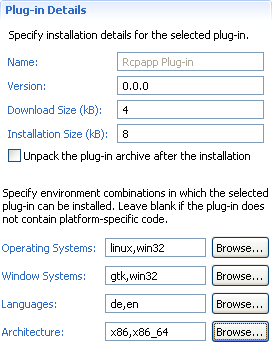 Plug-in Details
Specify installation details for the selected plug-in.
Name: Rcpapp Plug-in
Version: 0.0.0
Download Size (kB): 4
Installation Size (kB): 8
Unpack the plug-in archive after the installation
Specify environment combinations in which the selected
plug-in can be installed. Leave blank if the plug-in does
not contain platform-specific code.
Operating Systems: linux,win32 Browse...
Window Systems: gtk,win32 Browse...
Languages: de,en Browse...
Architecture: x86,x86_64 Browse...